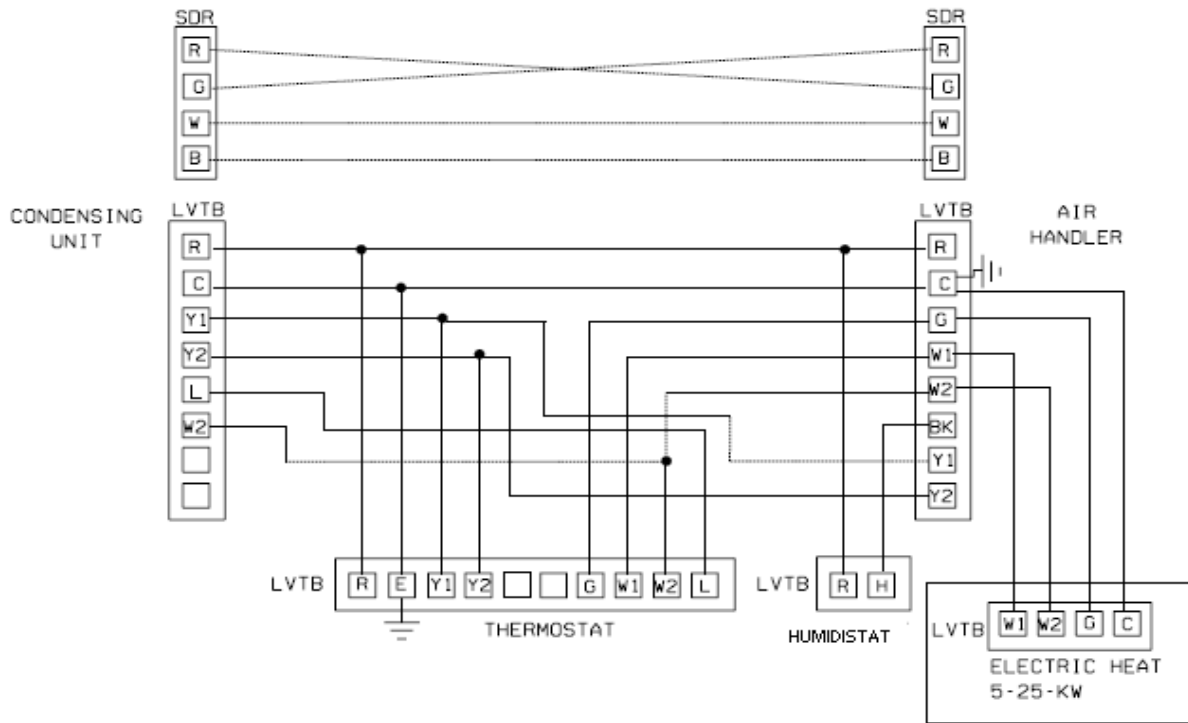 SDR
SDR
R
R
G
G
W
W
B
B
CONDENSING
UNIT
LVTB
LVTB
AIR
HANDLER
R
R
C
C
Y1
G
Y2
W1
L
W2
W2
BK
Y1
Y2
LVTB R E Y1 Y2 G W1 W2 L
THERMOSTAT
LVTB R H
HUMIDISTAT
LVTB W1 W2 G C
ELECTRIC HEAT
5-25-KW